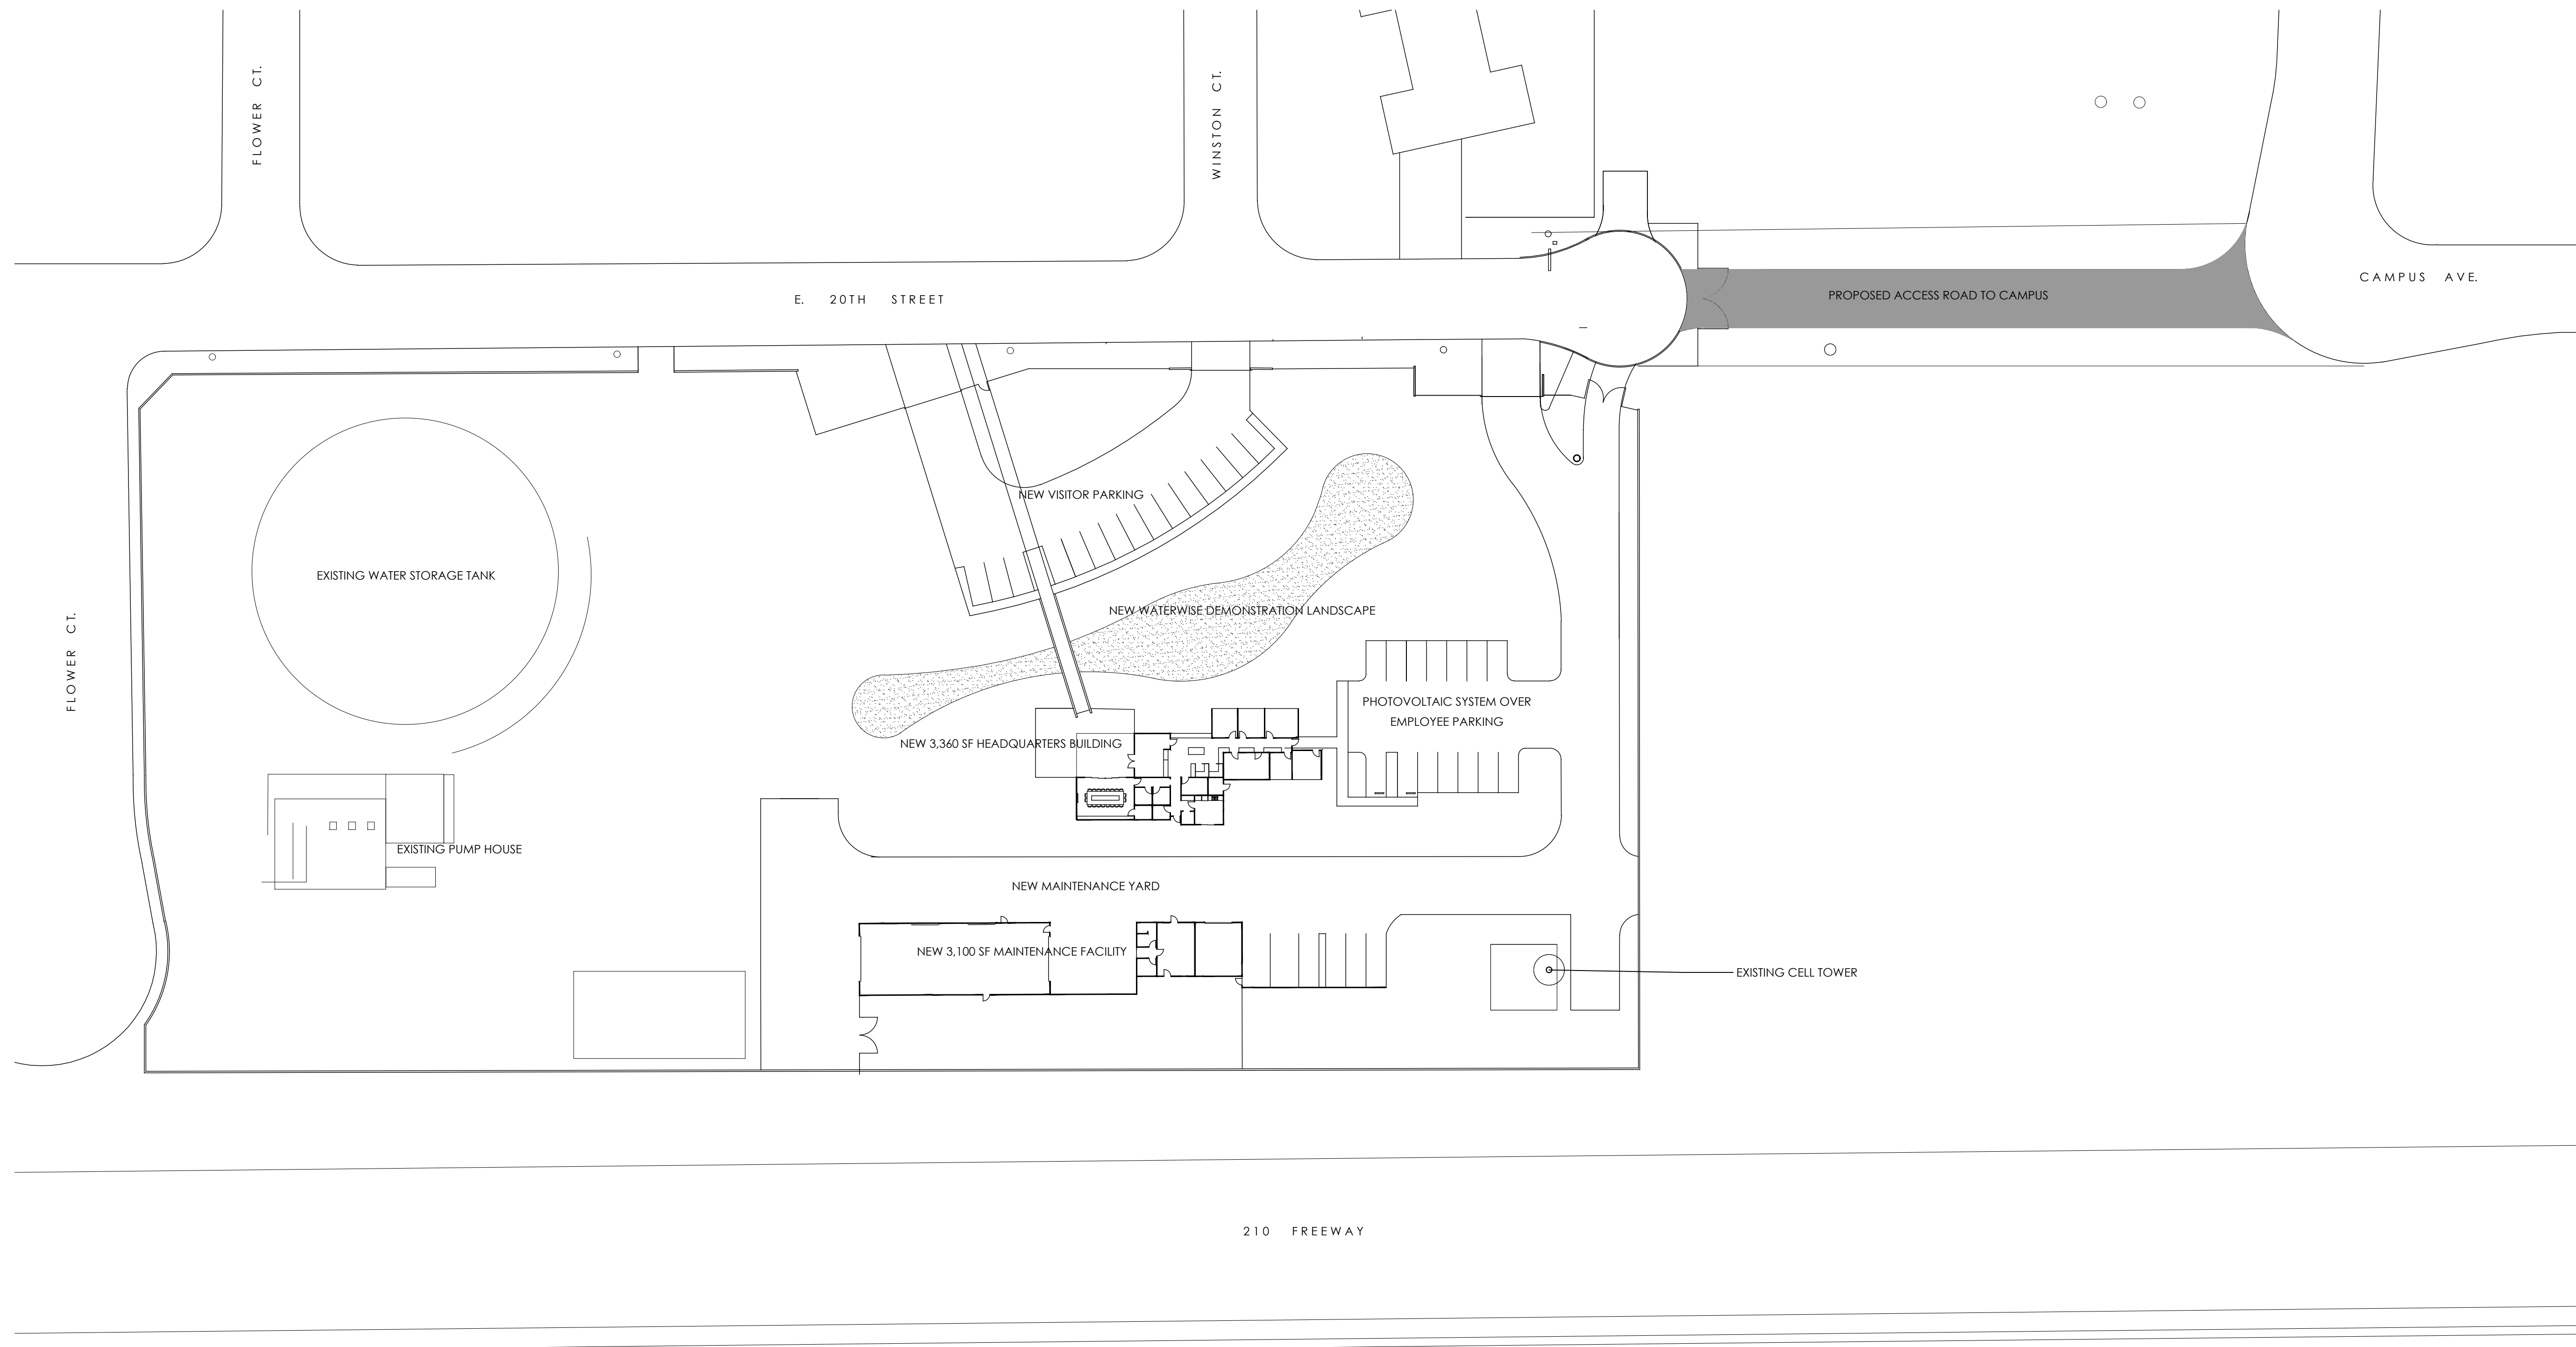 FLOWER CT.
WINSTON CT.
CAMPUS AVE.
E. 20TH STREET
PROPOSED ACCESS ROAD TO CAMPUS
NEW VISITOR PARKING
EXISTING WATER STORAGE TANK
NEW WATERWISE DEMONSTRATION LANDSCAPE
FLOWER CT.
PHOTOVOLTAIC SYSTEM OVER
EMPLOYEE PARKING
NEW 3,360 SF HEADQUARTERS BUILDING
EXISTING PUMP HOUSE
NEW MAINTENANCE YARD
NEW 3,100 SF MAINTENANCE FACILITY
EXISTING CELL TOWER
210 FREEWAY